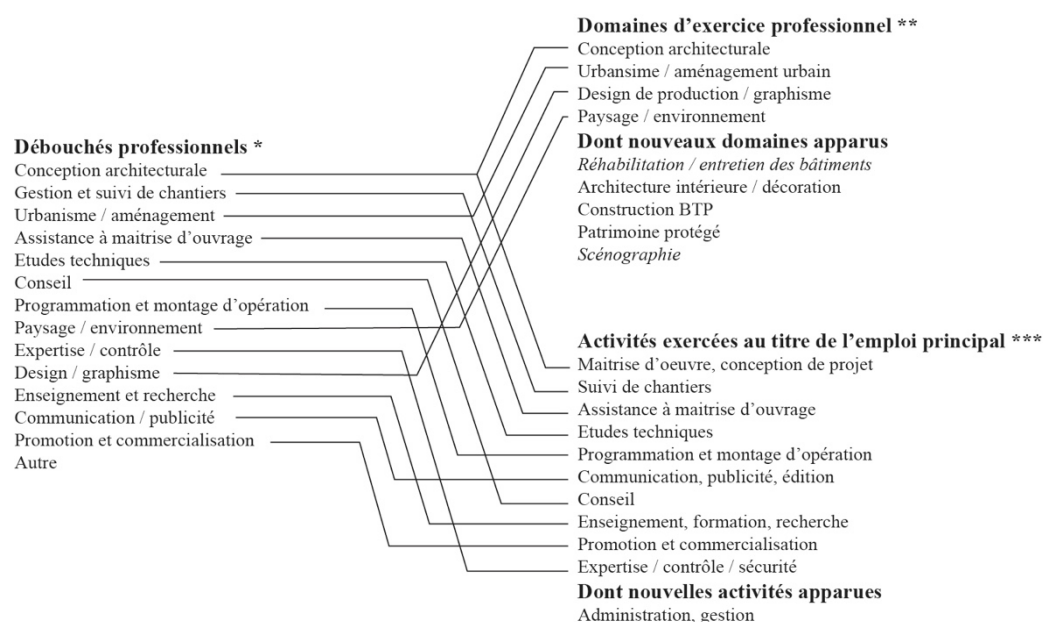 Débouchés professionnels *
Conception architecturale
Gestion et suivi de chantiers
Urbanisme / aménagement
Assistance à maitrise d’ouvrage
Etudes techniques
Conseil
Programmation et montage d’opération
Paysage / environnement
Expertise / contrôle
Design / graphisme
Enseignement et recherche
Communication / publicité
Promotion et commercialisation
Autre
Domaines d’exercice professionnel **
Conception architecturale
Urbansime / aménagement urbain
Design de production / graphisme
Paysage / environnement
Dont nouveaux domaines apparus
Réhabilitation / entretien des bâtiments
Architecture intérieure / décoration
Construction BTP
Patrimoine protégé
Scénographie
Activités exercées au titre de l’emploi principal ***
Maitrise d’oeuvre, conception de projet
Suivi de chantiers
Assistance à maitrise d’ouvrage
Etudes techniques
Programmation et montage d’opération
Communication, publicité, édition
Conseil
Enseignement, formation, recherche
Promotion et commercialisation
Expertise / contrôle / sécurité
Dont nouvelles activités apparues
Administration, gestion